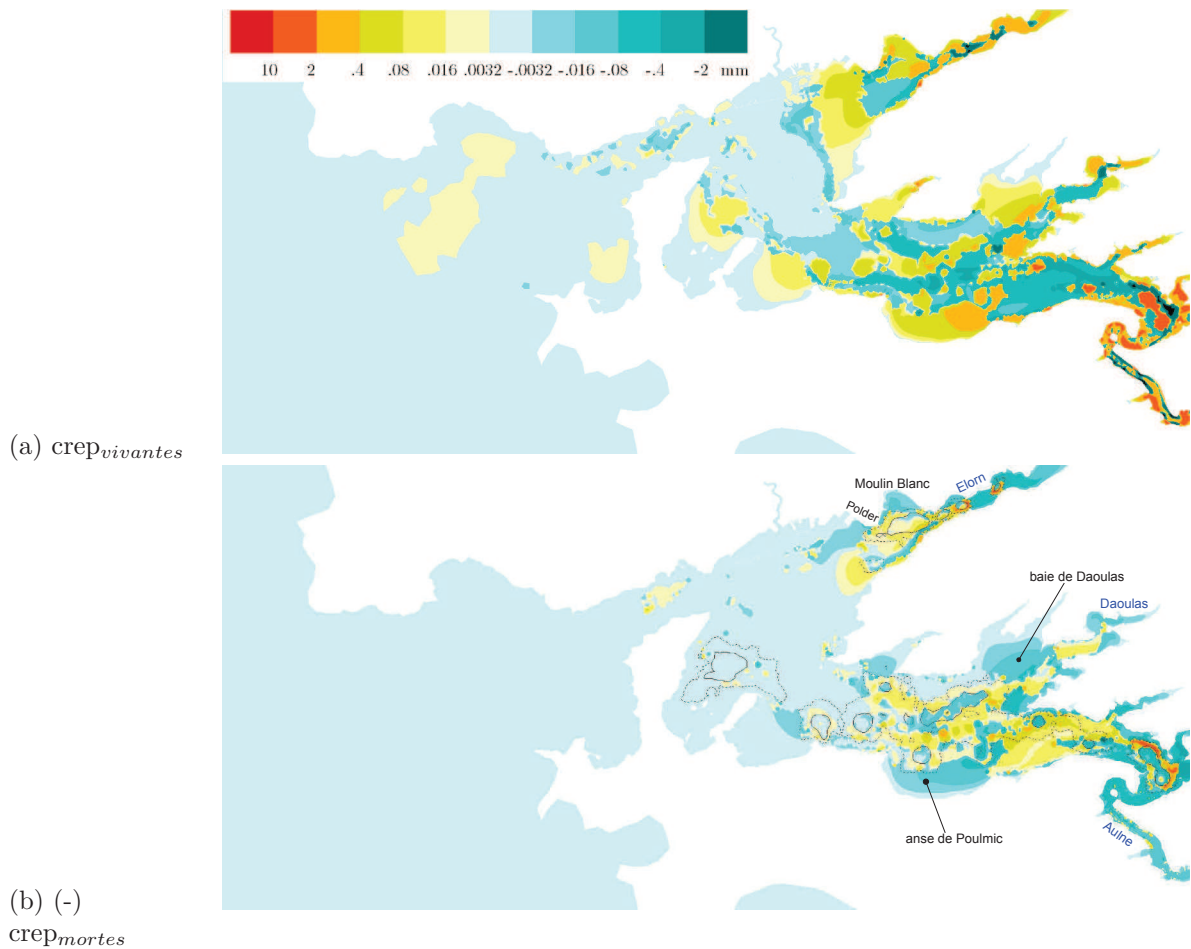 10 2 .4 .08 .016 .0032 -.0032 -.016 -.08 -.4 -2 mm
(a) crep_vivantes
Moulin Blanc
Elorn
Polder
baie de Daoulas
Daoulas
anse de Poulmic
Aulne
(b) (-)
crep_mortes